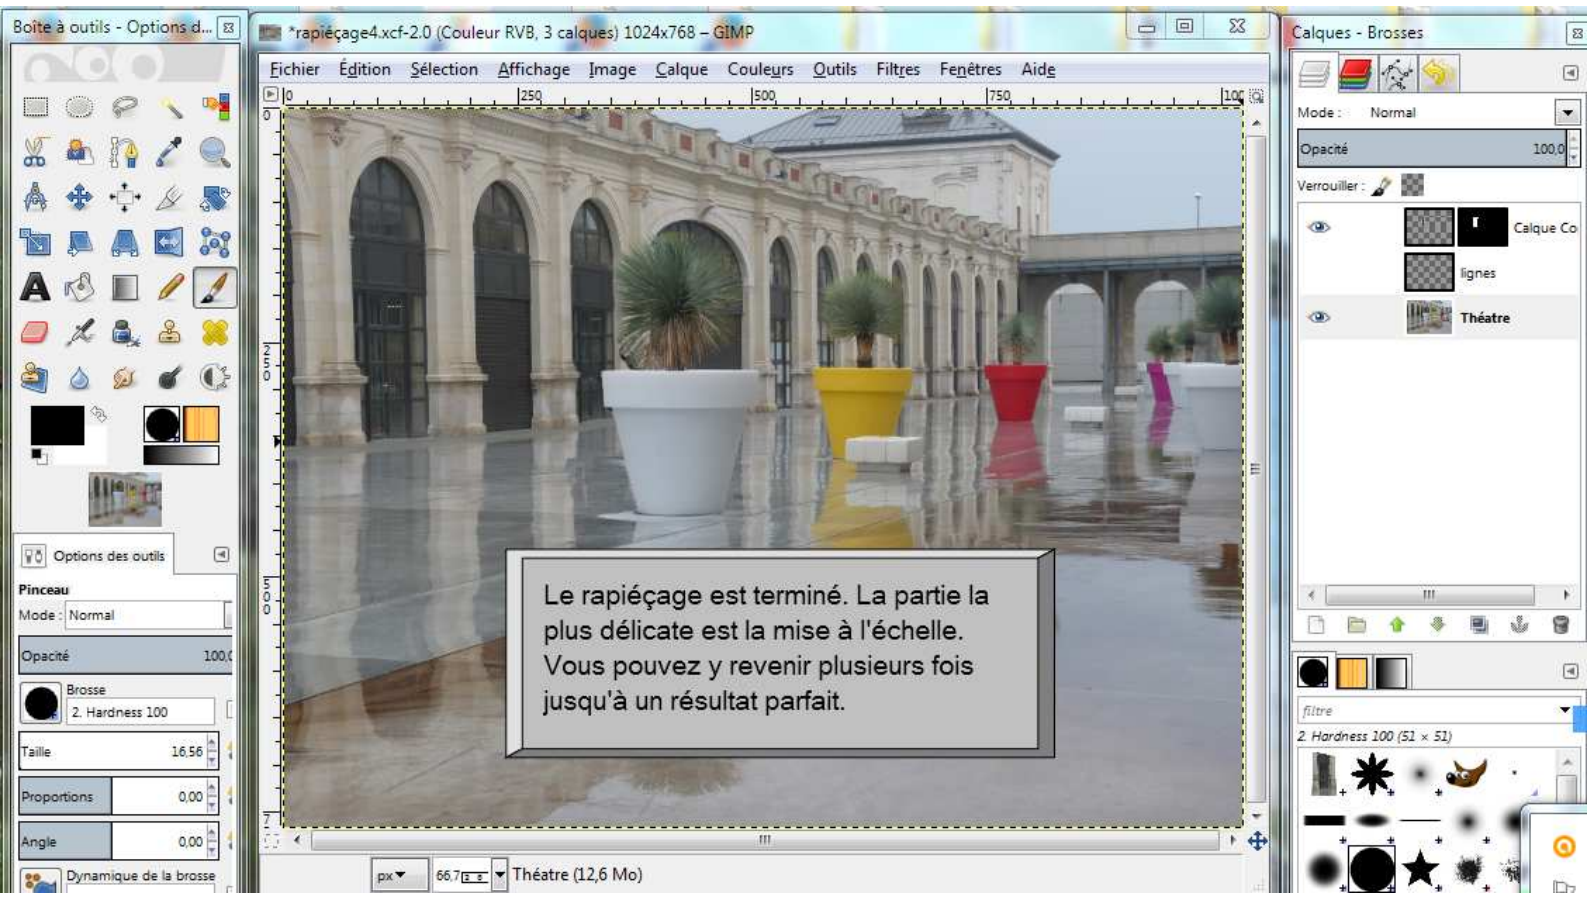 Boîte à outils - Options d...
*rapiéçage4.xcf-2.0 (Couleur RVB, 3 calques) 1024x768 – GIMP
Calques - Brosses
Fichier Édition Sélection Affichage Image Calque Couleurs Outils Filtres Fenêtres Aide
0 250 500 750 100
0
250
500
7
Mode : Normal
Opacité 100,0
Verrouiller :
Calque Co
lignes
Théatre
Options des outils
Pinceau
Mode : Normal
Opacité 100,0
Brosse
2. Hardness 100
Taille 16,56
Proportions 0,00
Angle 0,00
Dynamique de la brosse
Le rapiéçage est terminé. La partie la
plus délicate est la mise à l'échelle.
Vous pouvez y revenir plusieurs fois
jusqu'à un résultat parfait.
px 66,7 Théatre (12,6 Mo)
filtre
2. Hardness 100 (51 × 51)